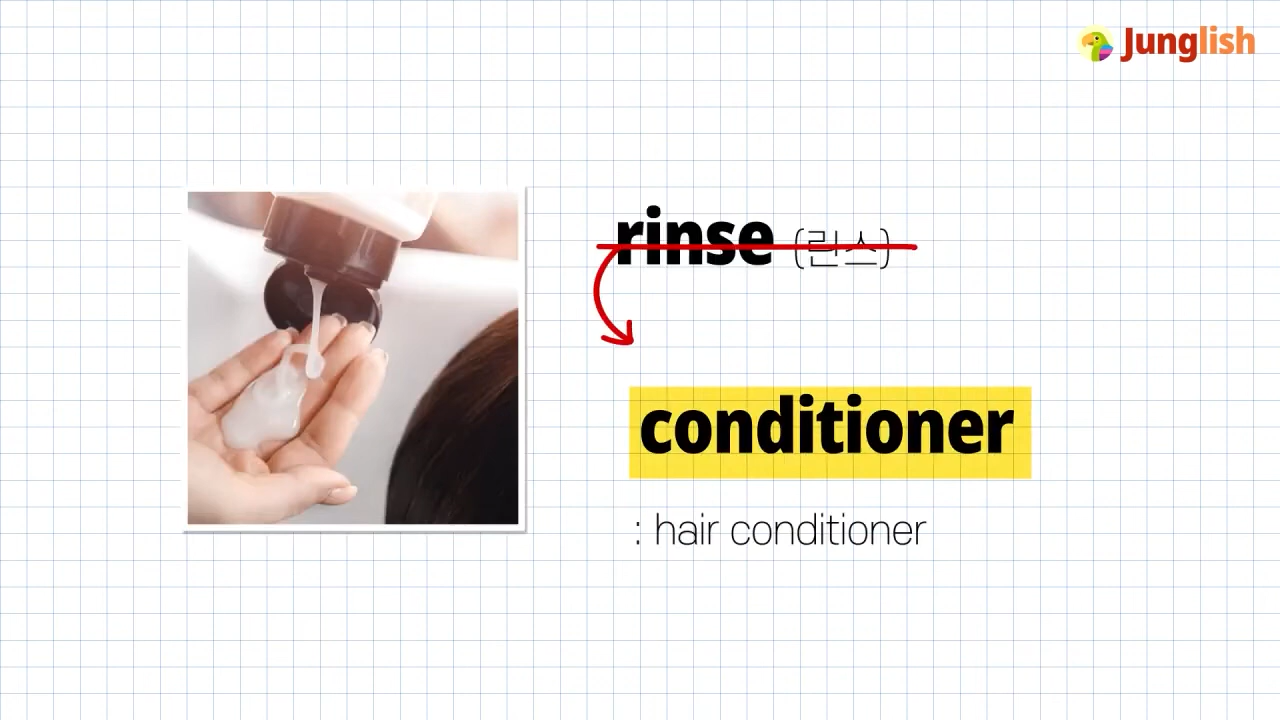 Junglish
rinse (린스)
conditioner
: hair conditioner